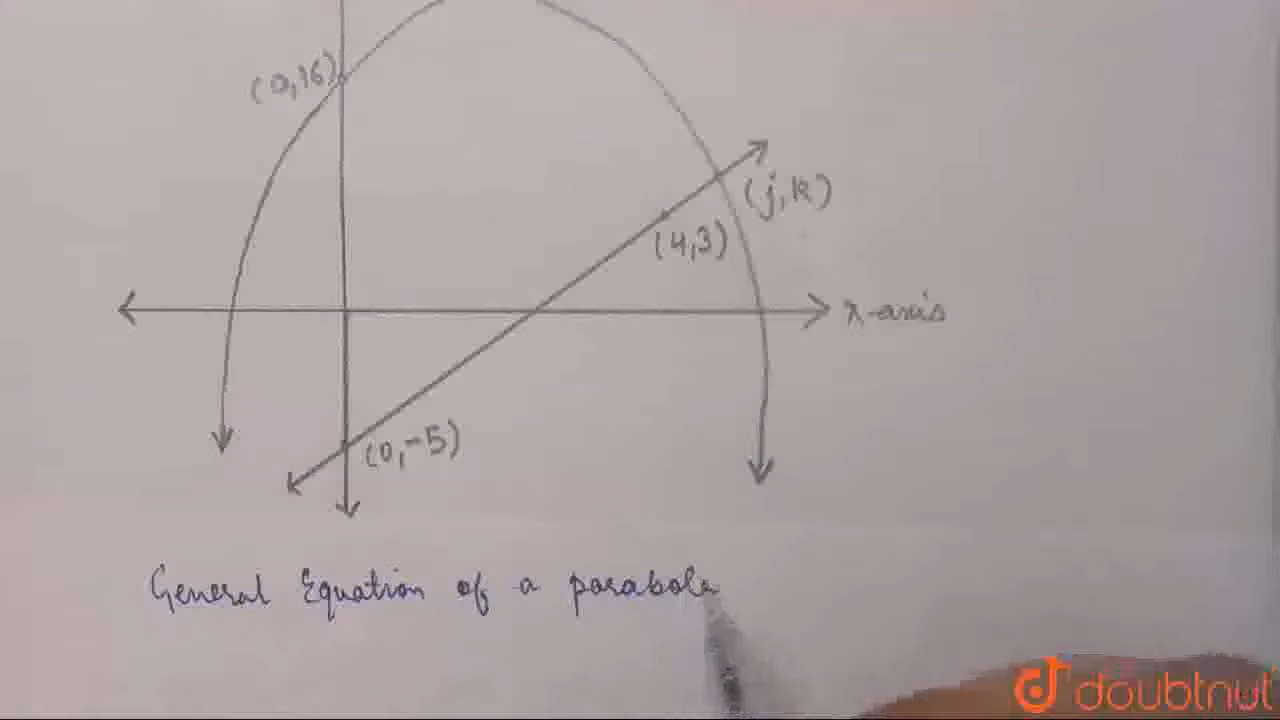 (0,16)
(j,k)
(4,3)
x-axis
(0,-5)
General Equation of a parabola
doubtnut